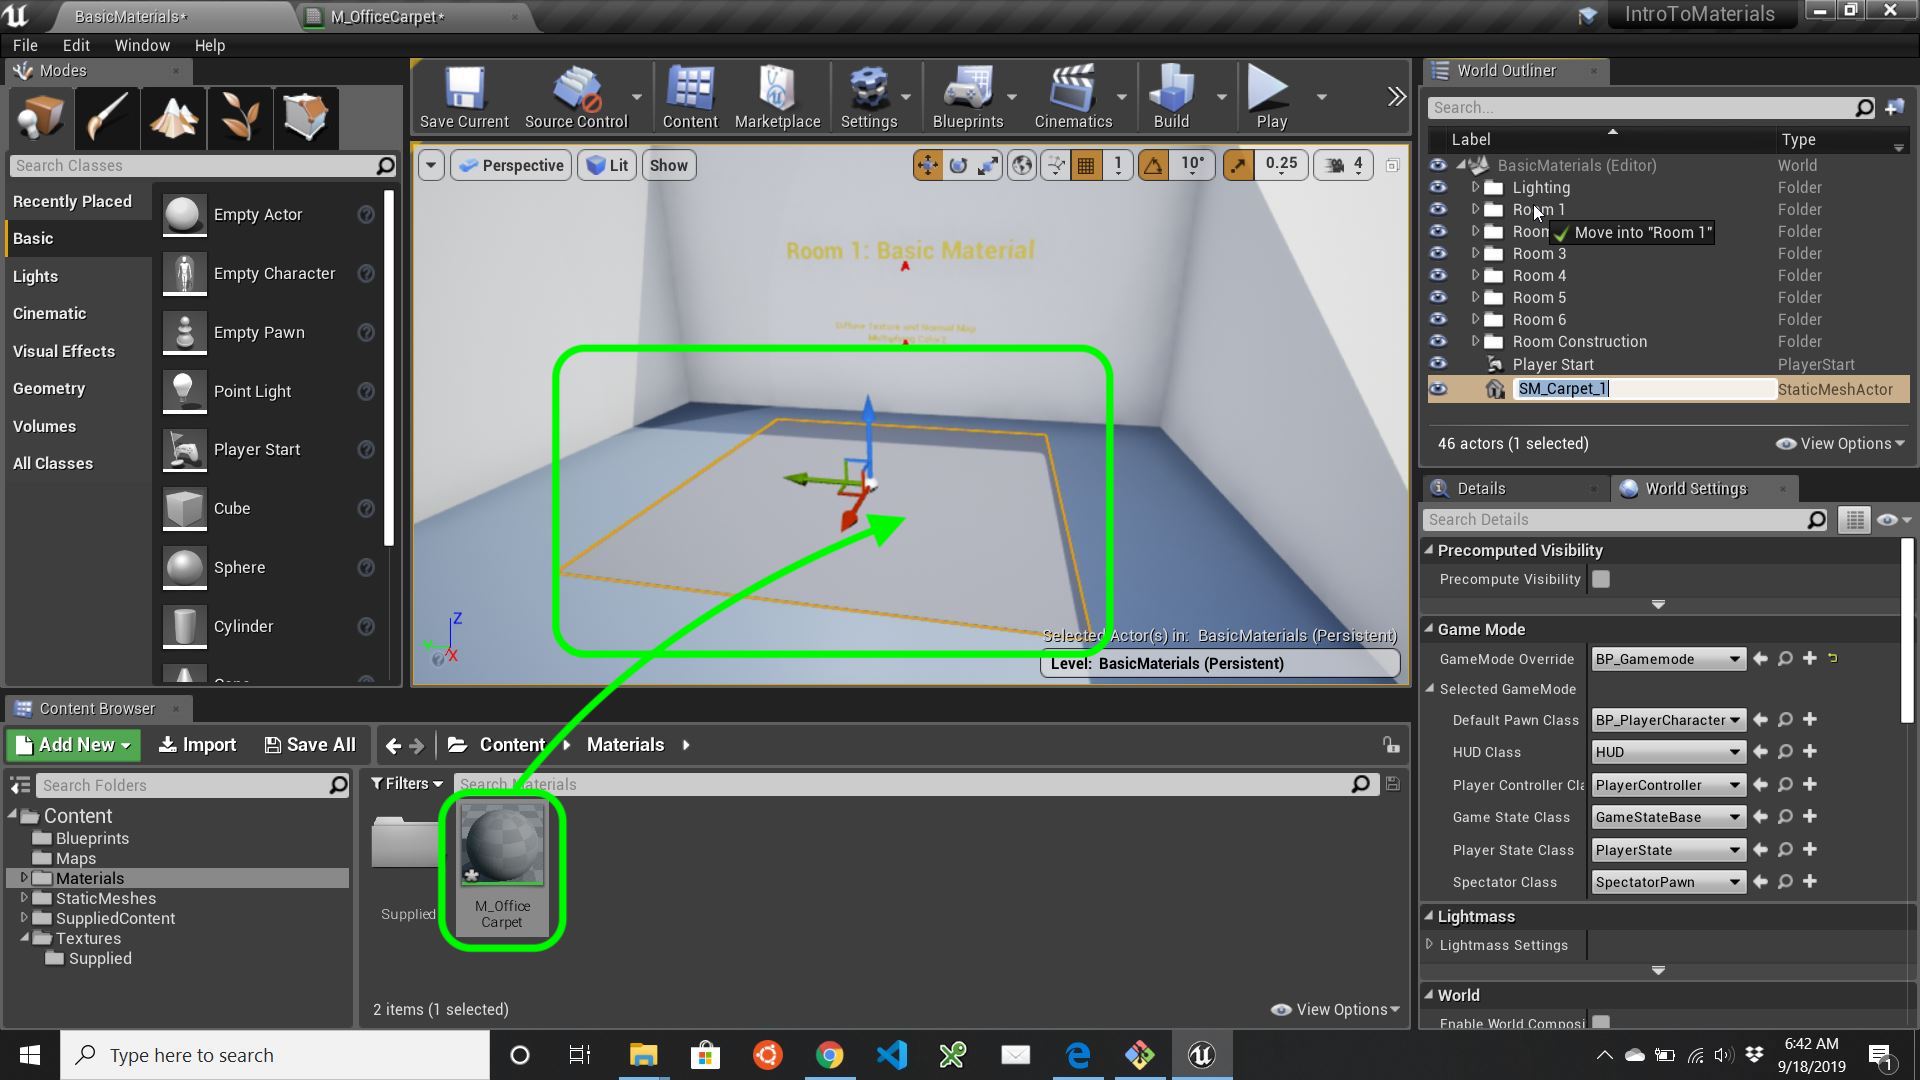 BasicMaterials*
M_OfficeCarpet*
IntroToMaterials
File Edit Window Help
Modes
Search Classes
Recently Placed
Basic
Lights
Cinematic
Visual Effects
Geometry
Volumes
All Classes
Empty Actor
Empty Character
Empty Pawn
Point Light
Player Start
Cube
Sphere
Cylinder
Save Current
Source Control
Content
Marketplace
Settings
Blueprints
Cinematics
Build
Play
Perspective
Lit
Show
1
10°
0.25
4
Room 1: Basic Material
Diffuse Texture and Normal Map
Z
X
Selected Actor(s) in: BasicMaterials (Persistent)
Level: BasicMaterials (Persistent)
World Outliner
Search...
Label Type
BasicMaterials (Editor) World
Lighting Folder
Room 1 Folder
Room Folder
Move into "Room 1"
Room 3 Folder
Room 4 Folder
Room 5 Folder
Room 6 Folder
Room Construction Folder
Player Start PlayerStart
SM_Carpet_1 StaticMeshActor
46 actors (1 selected)
View Options
Details
World Settings
Search Details
Precomputed Visibility
Precompute Visibility
Game Mode
GameMode Override BP_Gamemode
Selected GameMode
Default Pawn Class BP_PlayerCharacter
HUD Class HUD
Player Controller Cla PlayerController
Game State Class GameStateBase
Player State Class PlayerState
Spectator Class SpectatorPawn
Lightmass
Lightmass Settings
World
Enable World Composi
Content Browser
Add New
Import
Save All
Content
Materials
Search Folders
Content
Blueprints
Maps
Materials
StaticMeshes
SuppliedContent
Textures
Supplied
Filters
Search Materials
Supplied
M_Office
Carpet
2 items (1 selected)
View Options
Type here to search
6:42 AM
9/18/2019
1